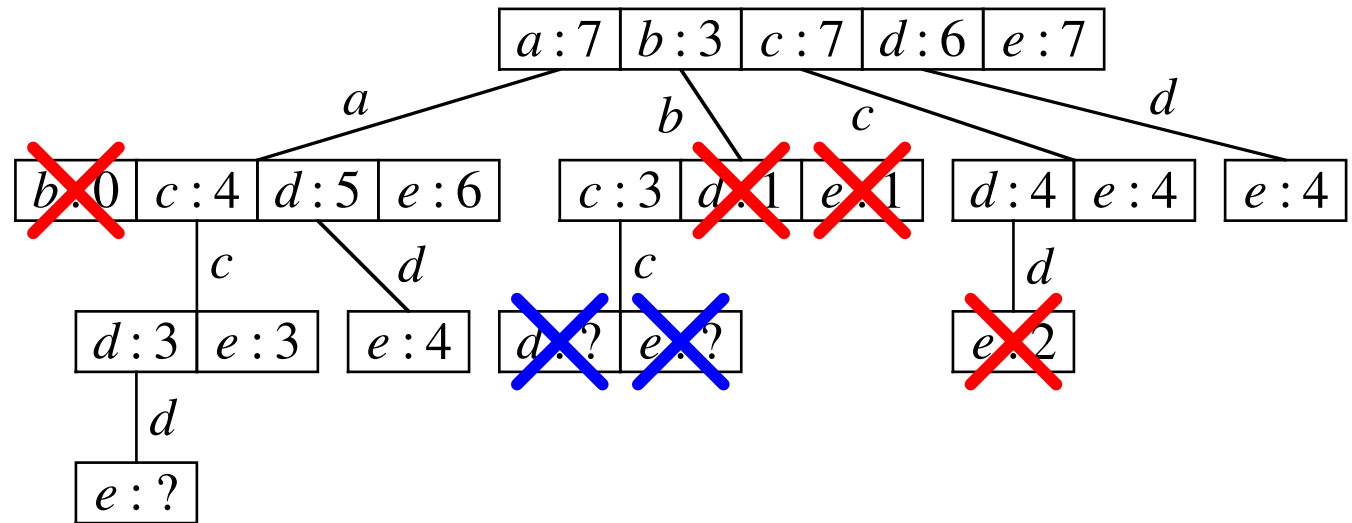 a : 7 b : 3 c : 7 d : 6 e : 7
a b c d
b : 0 c : 4 d : 5 e : 6 c : 3 d : 1 e : 1 d : 4 e : 4 e : 4
c d c d
d : 3 e : 3 e : 4 d : ? e : ? e : 2
d
e : ?